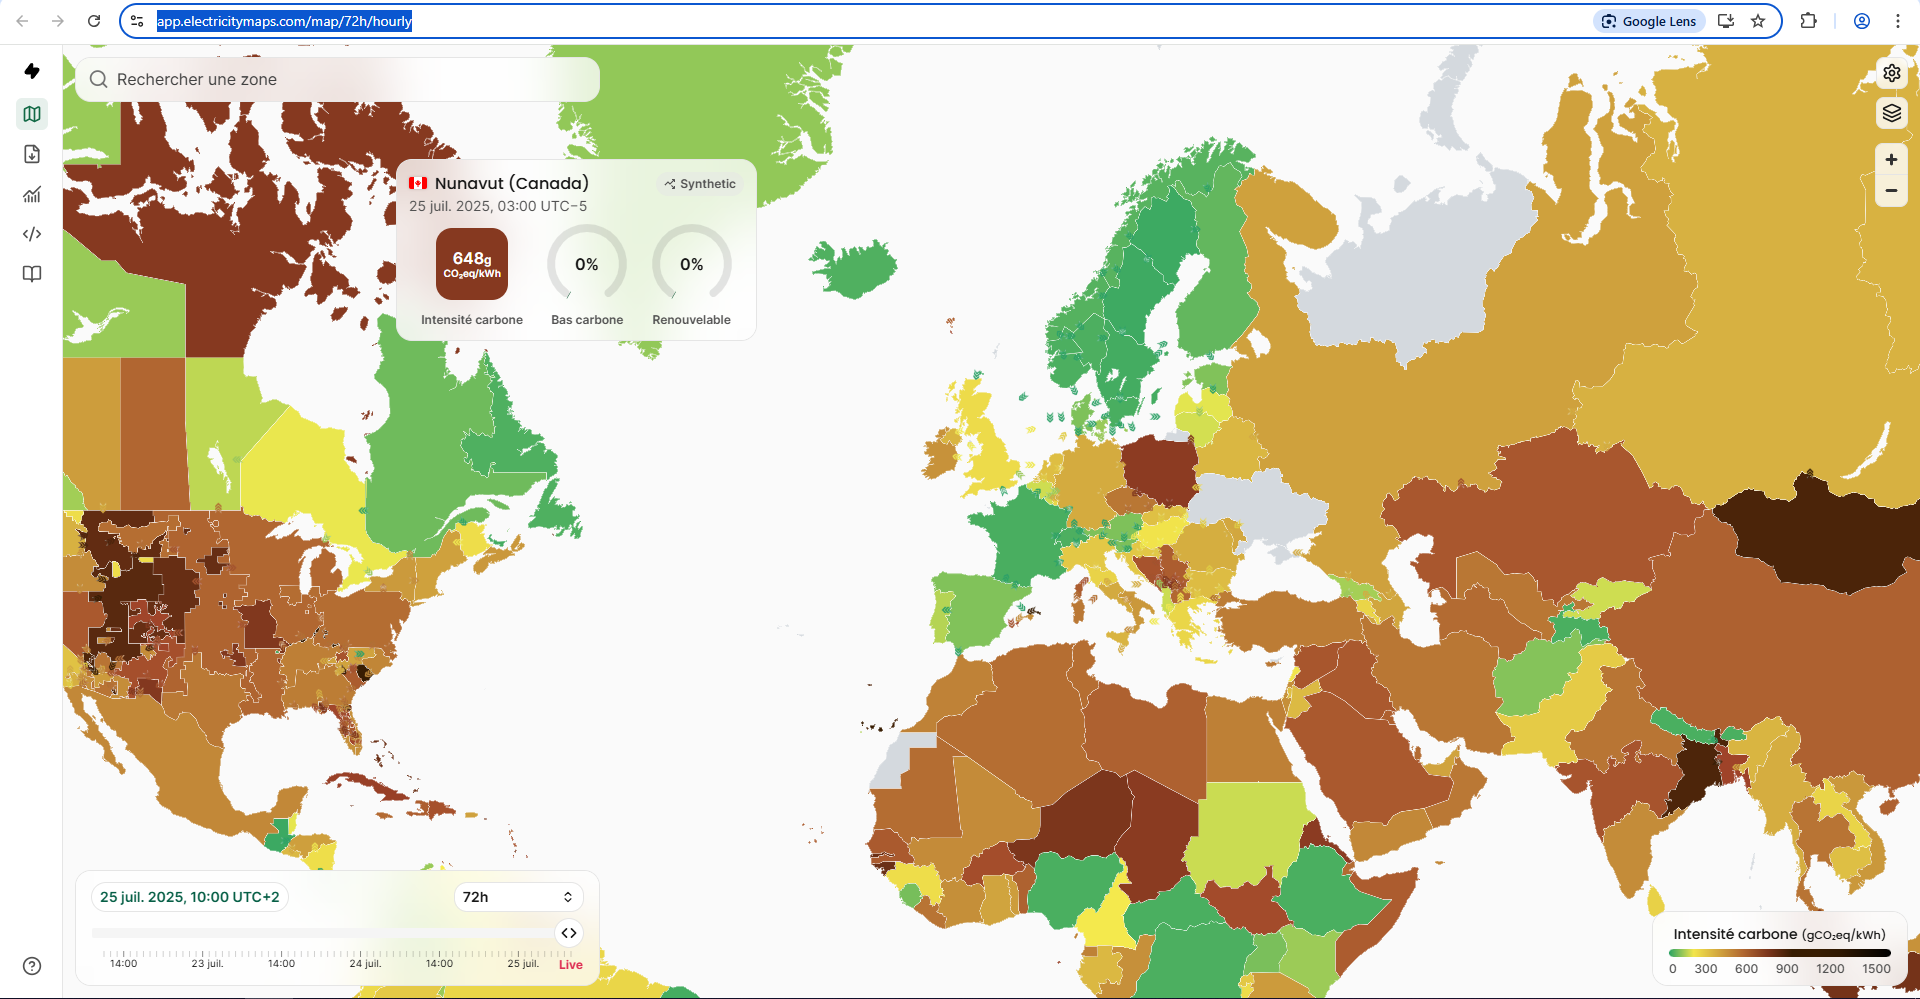 app.electricitymaps.com/map/72h/hourly
Google Lens
Rechercher une zone
Nunavut (Canada)
Synthetic
25 juil. 2025, 03:00 UTC−5
648g
CO₂eq/kWh
0%
0%
Intensité carbone
Bas carbone
Renouvelable
25 juil. 2025, 10:00 UTC+2
72h
14:00
23 juil.
14:00
24 juil.
14:00
25 juil.
Live
Intensité carbone (gCO₂eq/kWh)
0
300
600
900
1200
1500